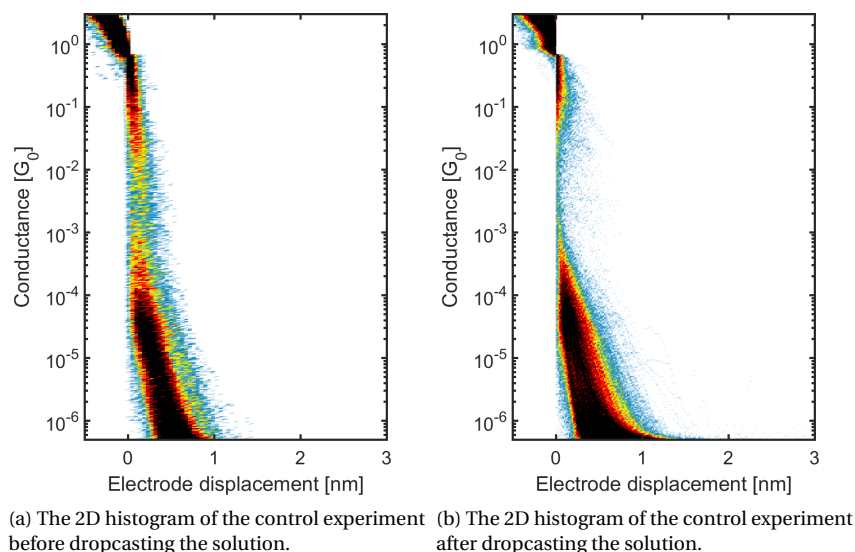 10^0
10^-1
10^-2
10^-3
10^-4
10^-5
10^-6
Conductance [G_0]
0 1 2 3
Electrode displacement [nm]
(a) The 2D histogram of the control experiment
before dropcasting the solution.
10^0
10^-1
10^-2
10^-3
10^-4
10^-5
10^-6
Conductance [G_0]
0 1 2 3
Electrode displacement [nm]
(b) The 2D histogram of the control experiment
after dropcasting the solution.